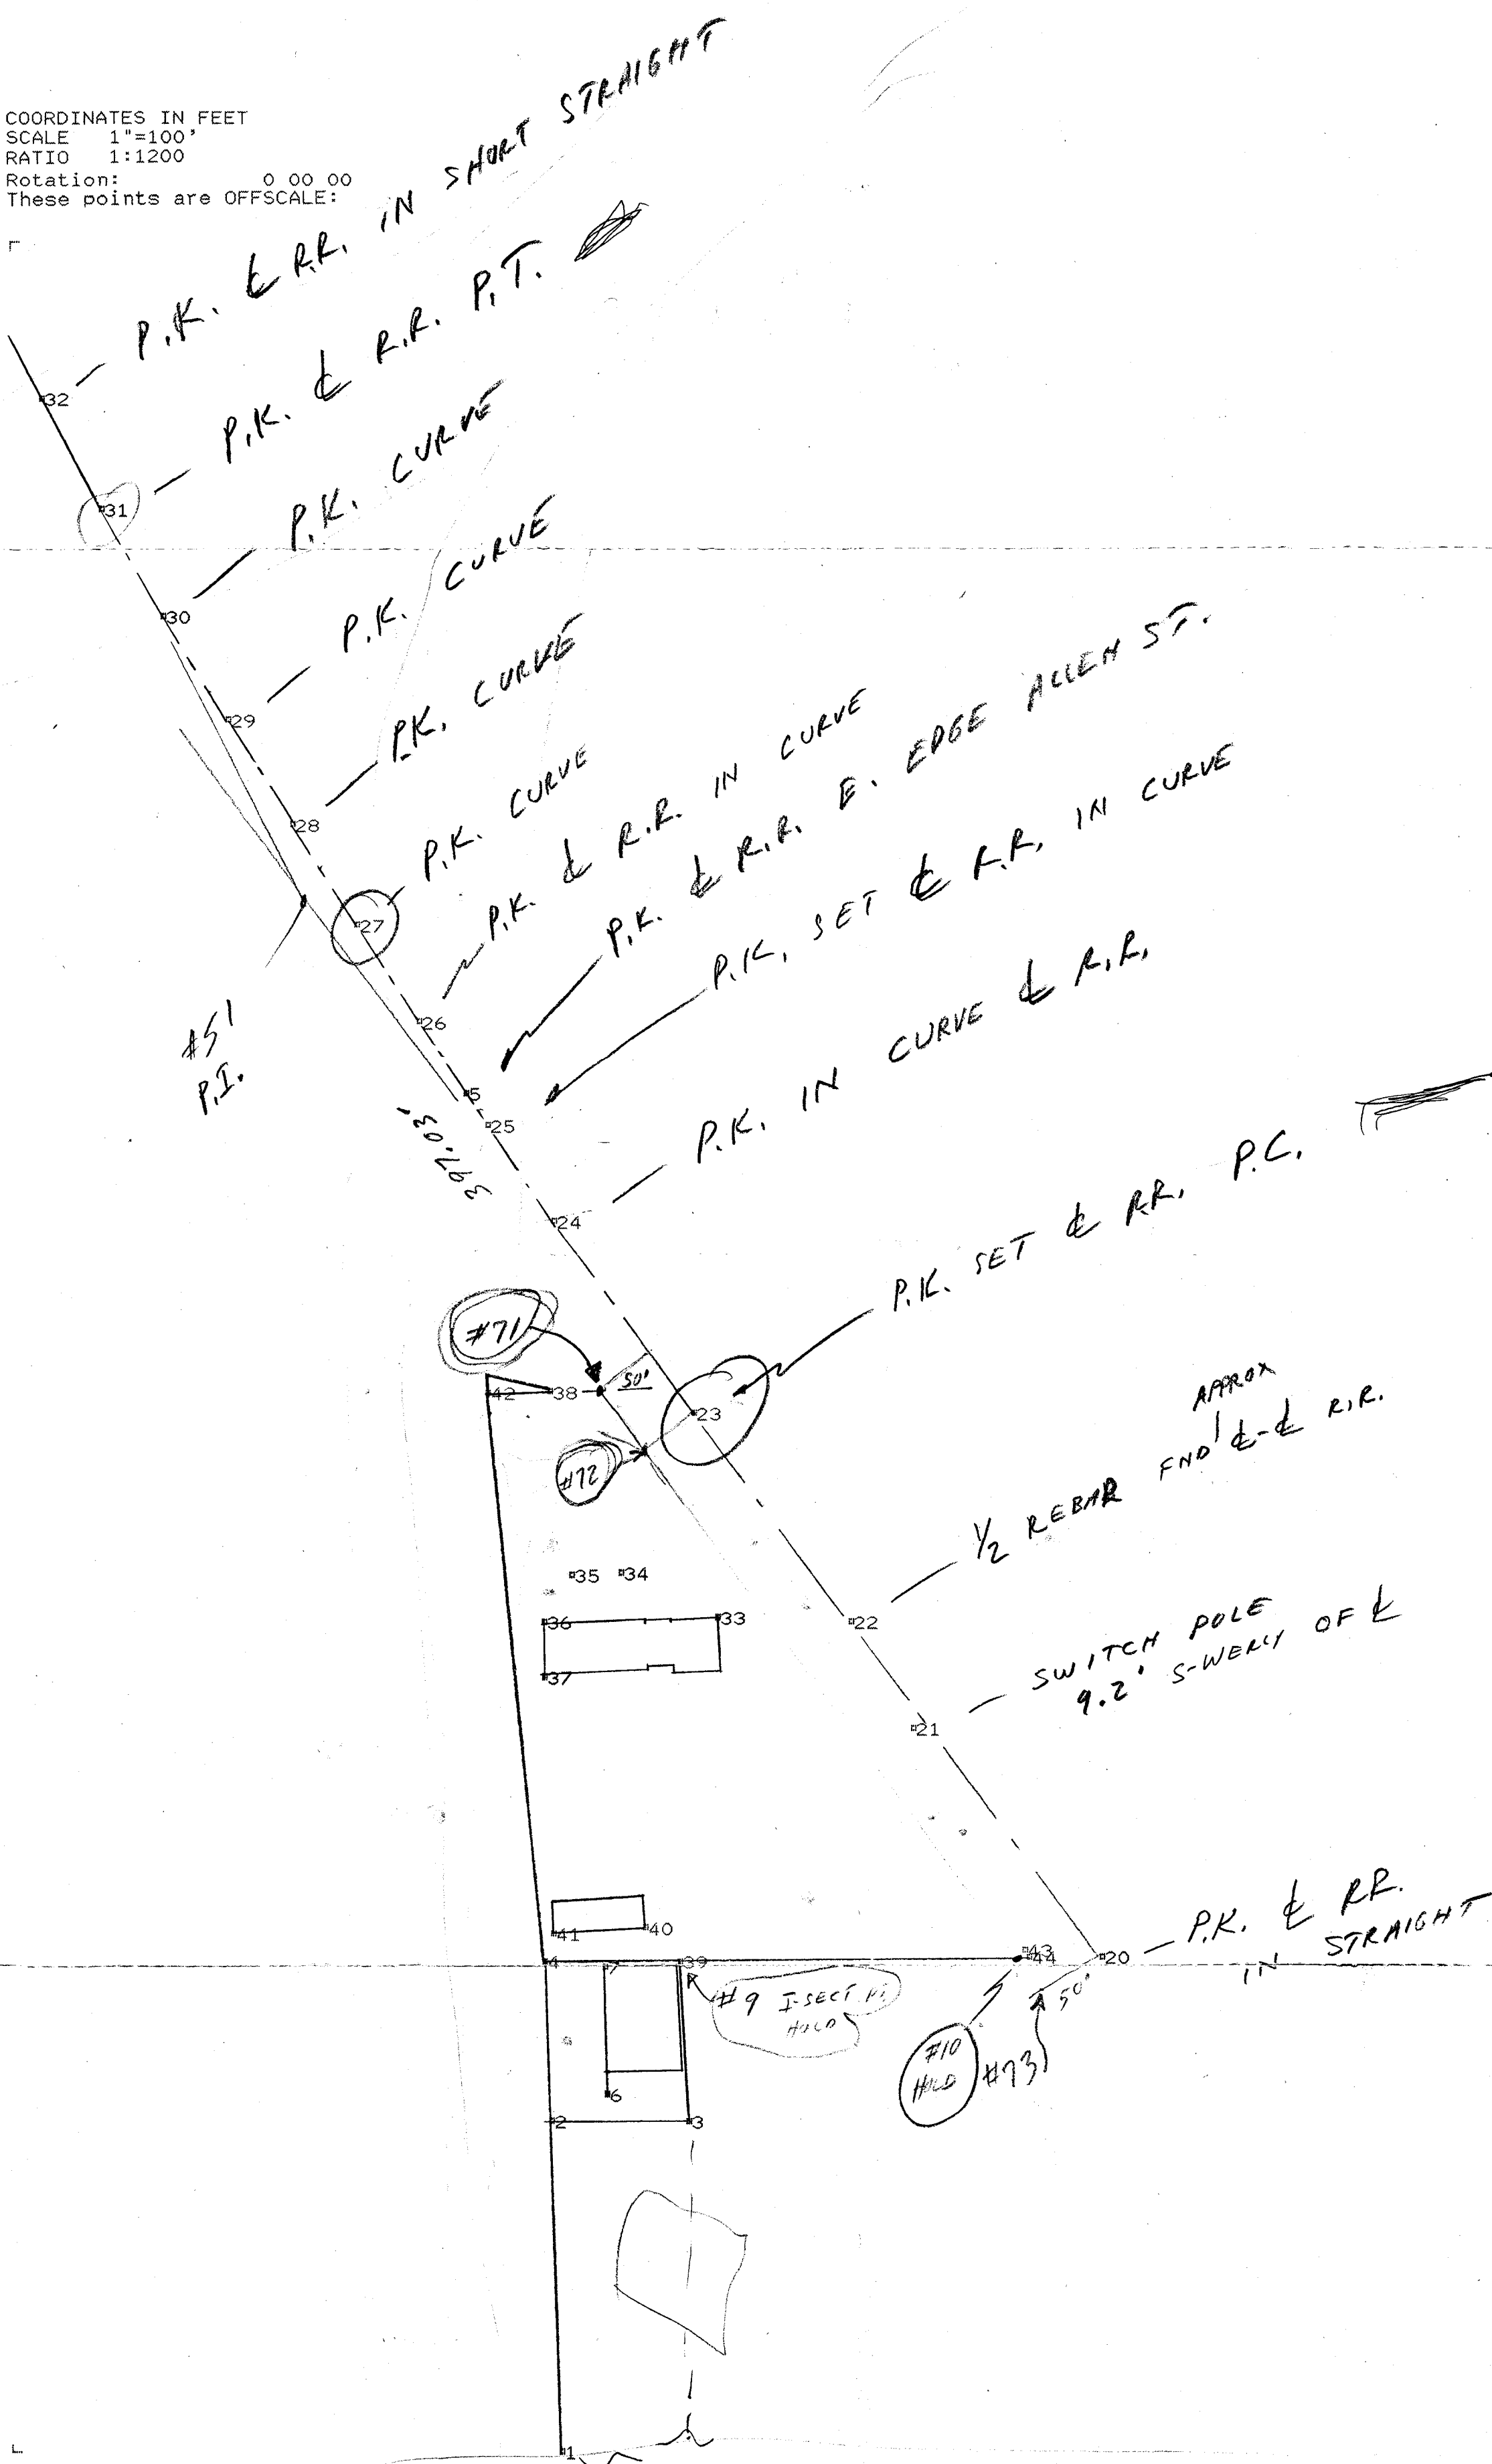 COORDINATES IN FEET
SCALE 1"=100'
RATIO 1:1200
Rotation: 0 00 00
These points are OFFSCALE:
P.K. ℄ R.R. IN SHORT STRAIGHT
32
P.K. ℄ R.R. P.T.
31
P.K. CURVE
30
P.K. CURVE
29
P.K. CURVE
28
P.K. CURVE
27
P.K. ℄ R.R. IN CURVE
26
P.K. ℄ R.R. E. EDGE ALLEN ST.
5
P.K. SET ℄ R.R. IN CURVE
25
#51
P.I.
397.03'
P.K. IN CURVE ℄ R.R.
24
P.K. SET ℄ R.R. P.C.
#71
50'
42
38
23
#72
APPROX
1/2 REBAR FND 1' ℄-℄ R.R.
35
34
36
33
22
37
SWITCH POLE
9.2' S-WERLY OF ℄
21
41
40
P.K. ℄ R.R.
IN STRAIGHT
4
7
39
43
44
20
#9 I-SECT PT.
HOLD
50'
#10
HOLD
#73
6
2
3
1